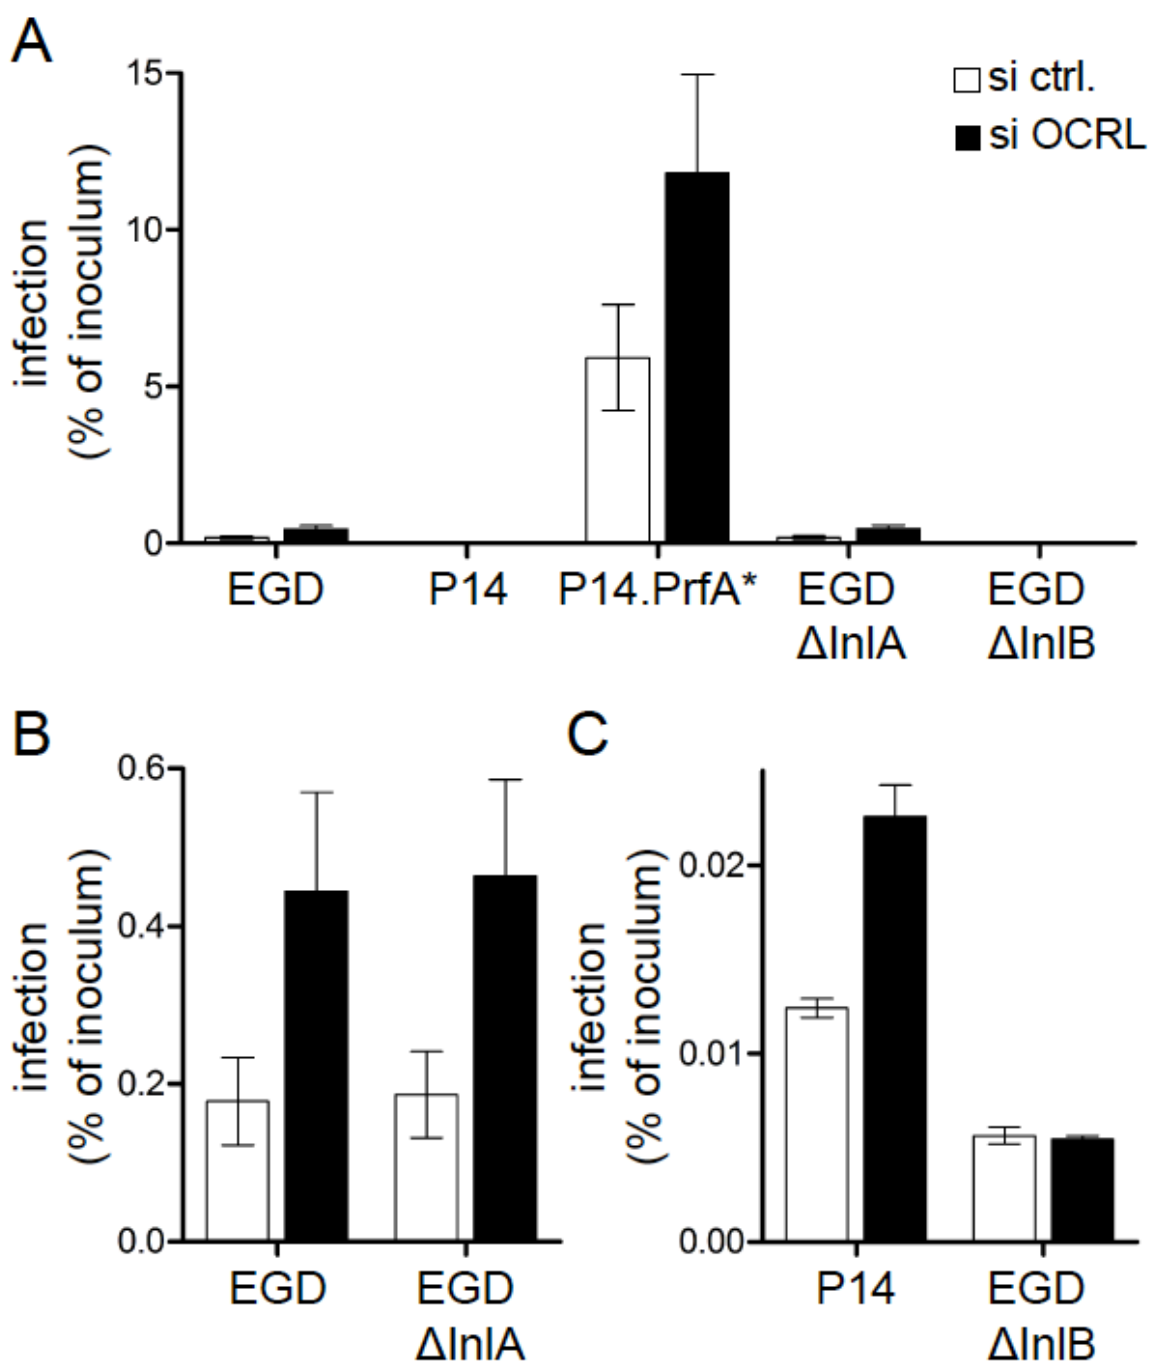 A
si ctrl.
si OCRL
infection
(% of inoculum)
15
10
5
0
EGD
P14
P14.PrfA*
EGD
ΔInlA
EGD
ΔInlB
B
infection
(% of inoculum)
0.6
0.4
0.2
0.0
EGD
EGD
ΔInlA
C
infection
(% of inoculum)
0.02
0.01
0.00
P14
EGD
ΔInlB